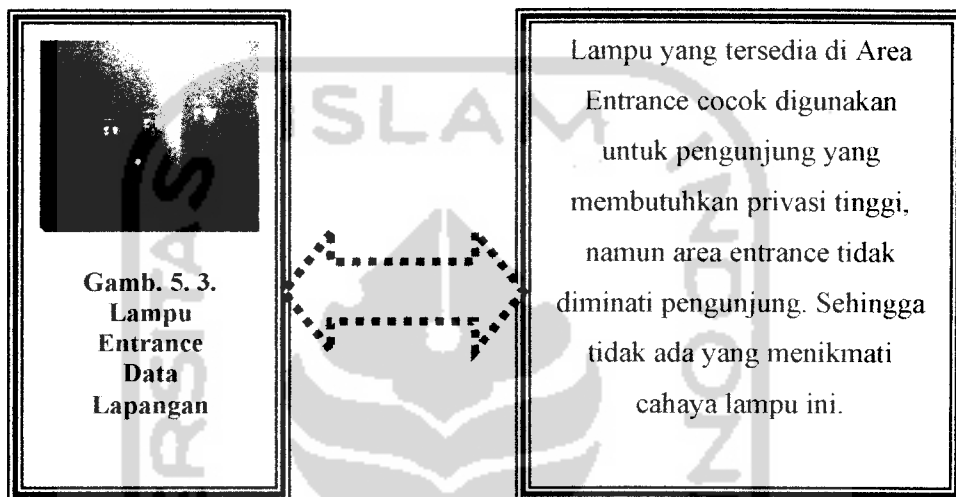 Gamb. 5. 3.
Lampu
Entrance
Data
Lapangan
Lampu yang tersedia di Area
Entrance cocok digunakan
untuk pengunjung yang
membutuhkan privasi tinggi,
namun area entrance tidak
diminati pengunjung. Sehingga
tidak ada yang menikmati
cahaya lampu ini.